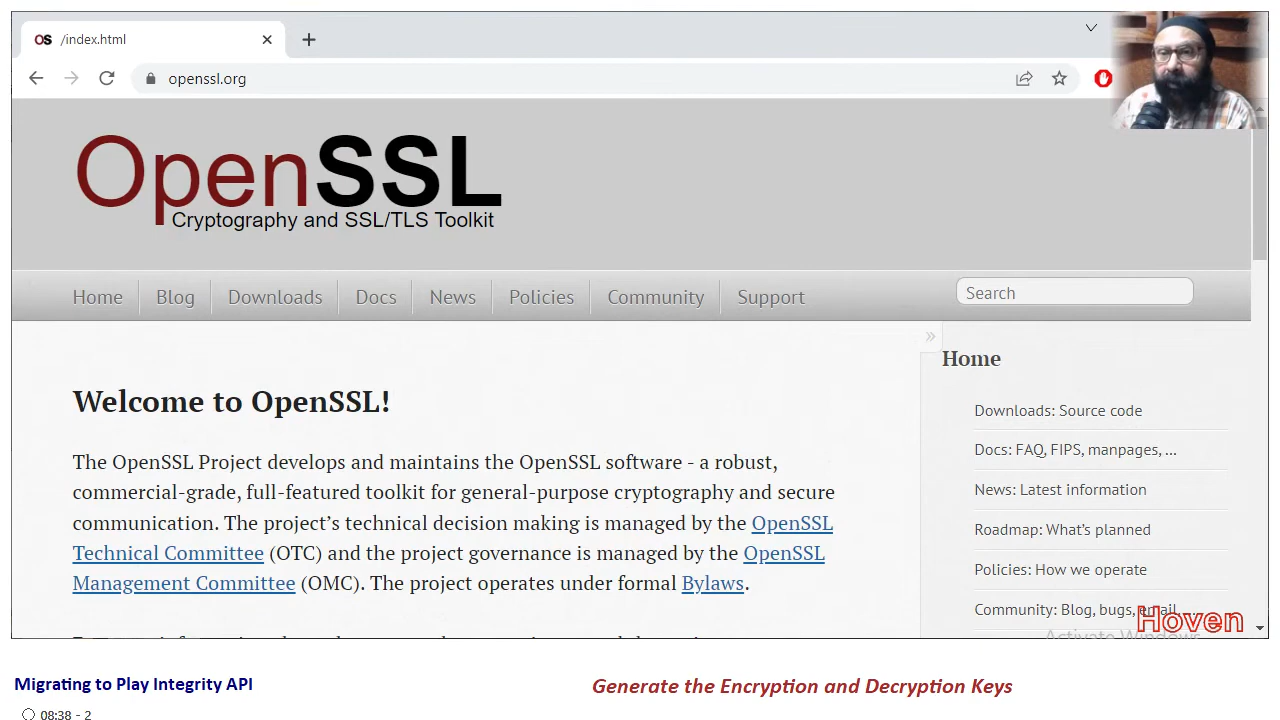 OS /index.html
openssl.org
OpenSSL
Cryptography and SSL/TLS Toolkit
Home
Blog
Downloads
Docs
News
Policies
Community
Support
Search
»
Welcome to OpenSSL!
The OpenSSL Project develops and maintains the OpenSSL software - a robust,
commercial-grade, full-featured toolkit for general-purpose cryptography and secure
communication. The project's technical decision making is managed by the OpenSSL
Technical Committee (OTC) and the project governance is managed by the OpenSSL
Management Committee (OMC). The project operates under formal Bylaws.
Home
Downloads: Source code
Docs: FAQ, FIPS, manpages, ...
News: Latest information
Roadmap: What's planned
Policies: How we operate
Community: Blog, bugs, email, ...
Hoven
Activate Windows
Migrating to Play Integrity API
Generate the Encryption and Decryption Keys
08:38 - 2